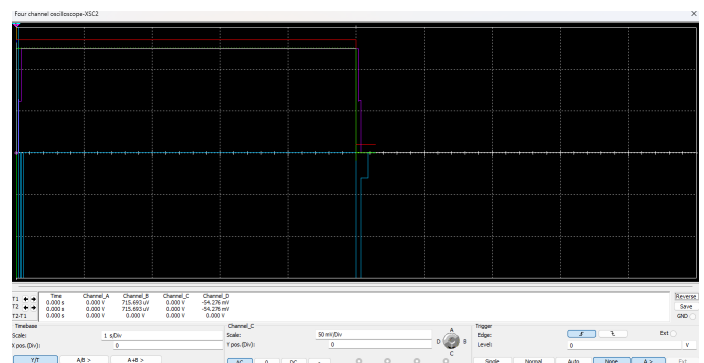 Four channel oscilloscope-XSC2
Time Channel_A Channel_B Channel_C Channel_D
T1 0.000 s 0.000 V 715.693 uV 0.000 V -54.276 mV
T2 0.000 s 0.000 V 715.693 uV 0.000 V -54.276 mV
T2-T1 0.000 s 0.000 V 0.000 V 0.000 V 0.000 V
Reverse
Save
GND
Timebase
Scale: 1 s/Div
X pos.(Div): 0
Y/T A/B > A+B >
Channel_C
Scale: 50 mV/Div
Y pos.(Div): 0
AC 0 DC -
A
B
C
D
Trigger
Edge: Ext
Level: 0 V
Single Normal Auto None A > Ext